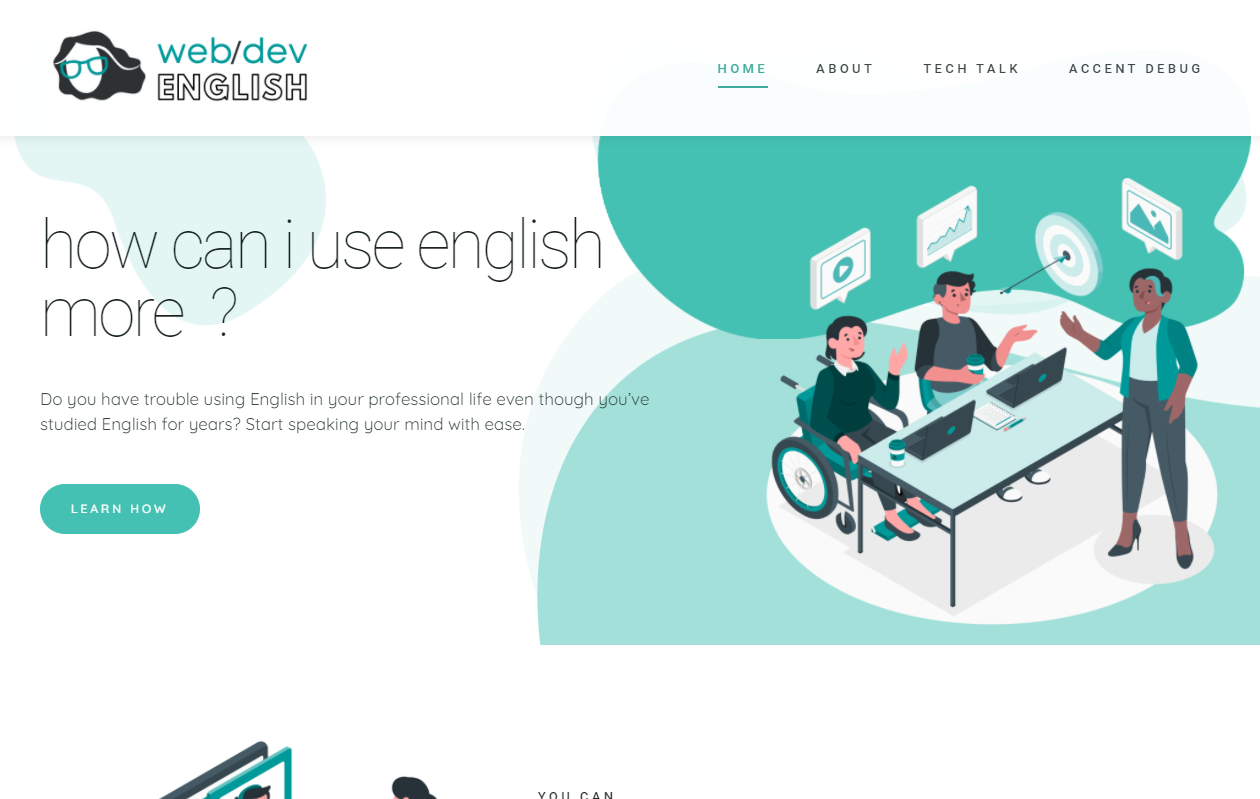 web/dev
ENGLISH
HOME ABOUT TECH TALK ACCENT DEBUG
how can i use english
more ?
Do you have trouble using English in your professional life even though you've
studied English for years? Start speaking your mind with ease.
LEARN HOW
YOU CAN